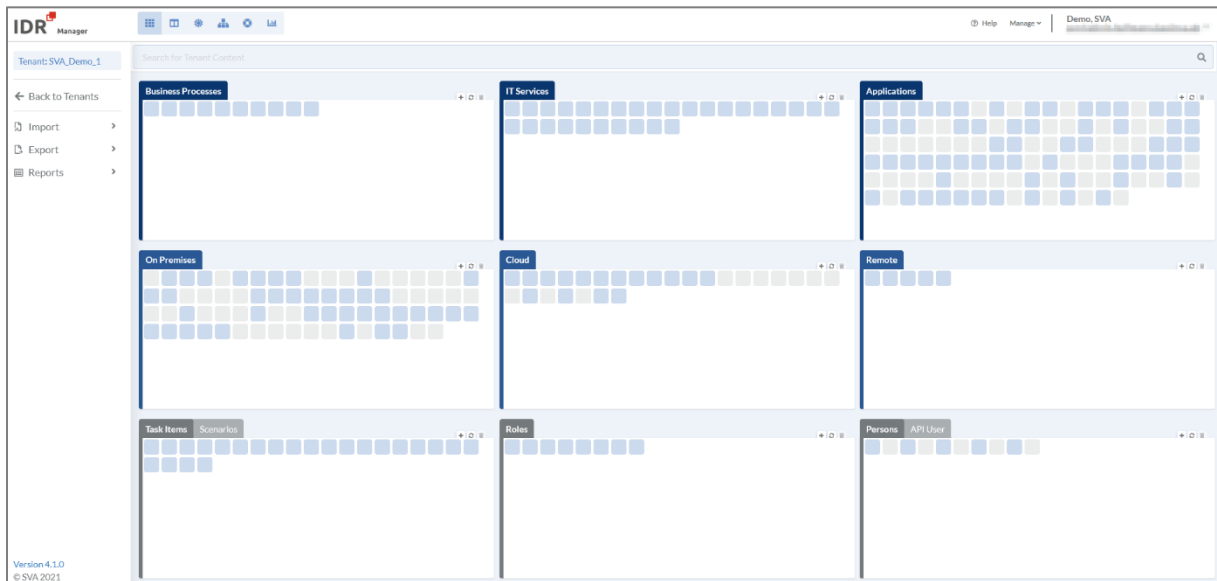 IDR Manager
Help Manage
Demo, SVA
Tenant: SVA_Demo_1
Search for Tenant Content
Back to Tenants
Import
Export
Reports
Business Processes
IT Services
Applications
On Premises
Cloud
Remote
Task Items Scenarios
Roles
Persons API User
Version 4.1.0
© SVA 2021